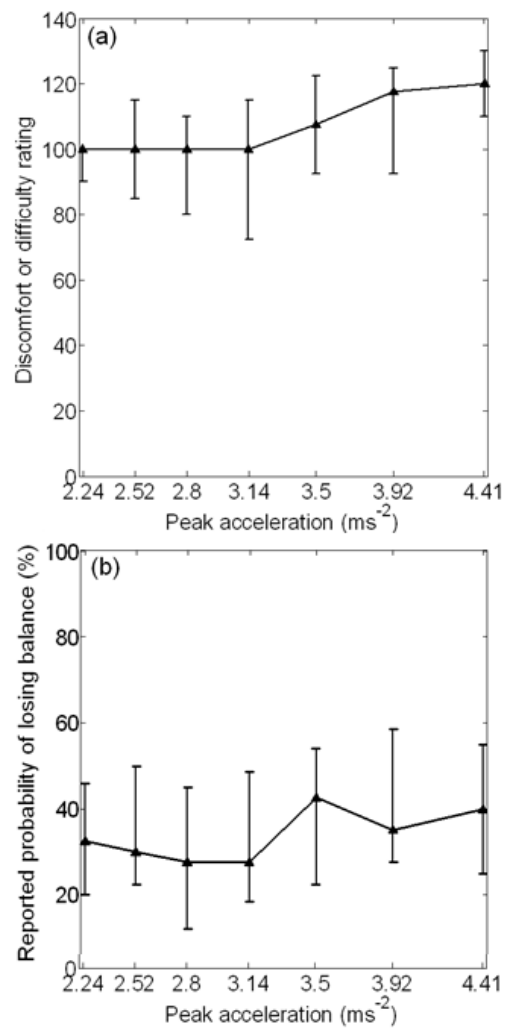 (a)
140
120
100
80
60
40
20
0
Discomfort or difficulty rating
2.24 2.52 2.8 3.14 3.5 3.92 4.41
Peak acceleration (ms⁻²)
(b)
100
80
60
40
20
0
Reported probability of losing balance (%)
2.24 2.52 2.8 3.14 3.5 3.92 4.41
Peak acceleration (ms⁻²)